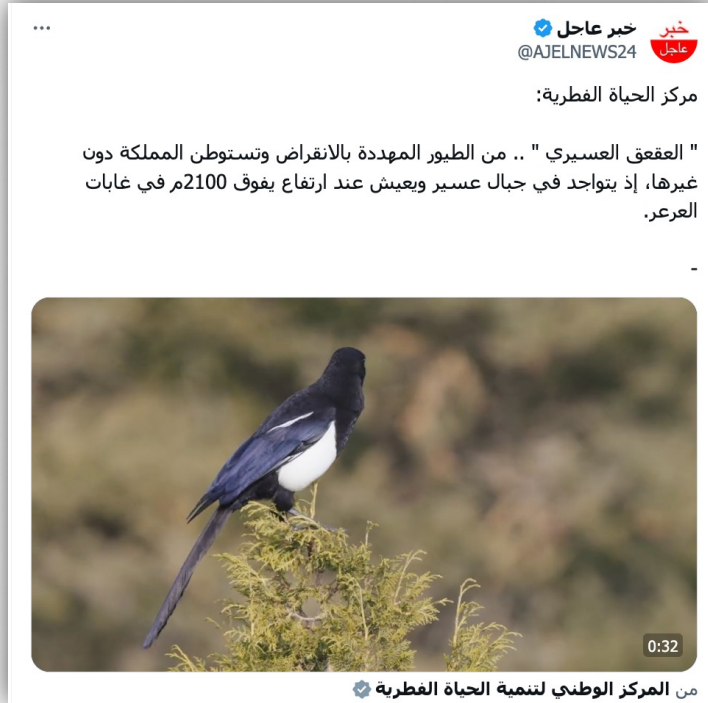 خبر عاجل
خبر عاجل
@AJELNEWS24
مركز الحياة الفطرية:
" العقعق العسيري " .. من الطيور المهددة بالانقراض وتستوطن المملكة دون
غيرها، إذ يتواجد في جبال عسير ويعيش عند ارتفاع يفوق 2100م في غابات
العرعر.
-
0:32
من المركز الوطني لتنمية الحياة الفطرية